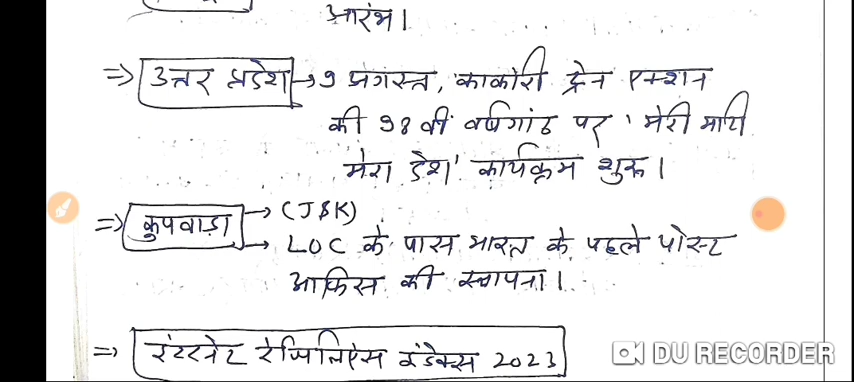 आरंभ।
⇒ उत्तर प्रदेश → 9 अगस्त, काकोरी ट्रेन एक्शन
की 98 वीं वर्षगांठ पर 'मेरी माटी
मेरा देश' कार्यक्रम शुरू।
⇒ कुपवाड़ा → (J&K)
→ LOC के पास भारत के पहले पोस्ट
आफिस की स्थापना।
⇒ इंटरनेट रेजिलिएंस इंडेक्स 2023
DU RECORDER